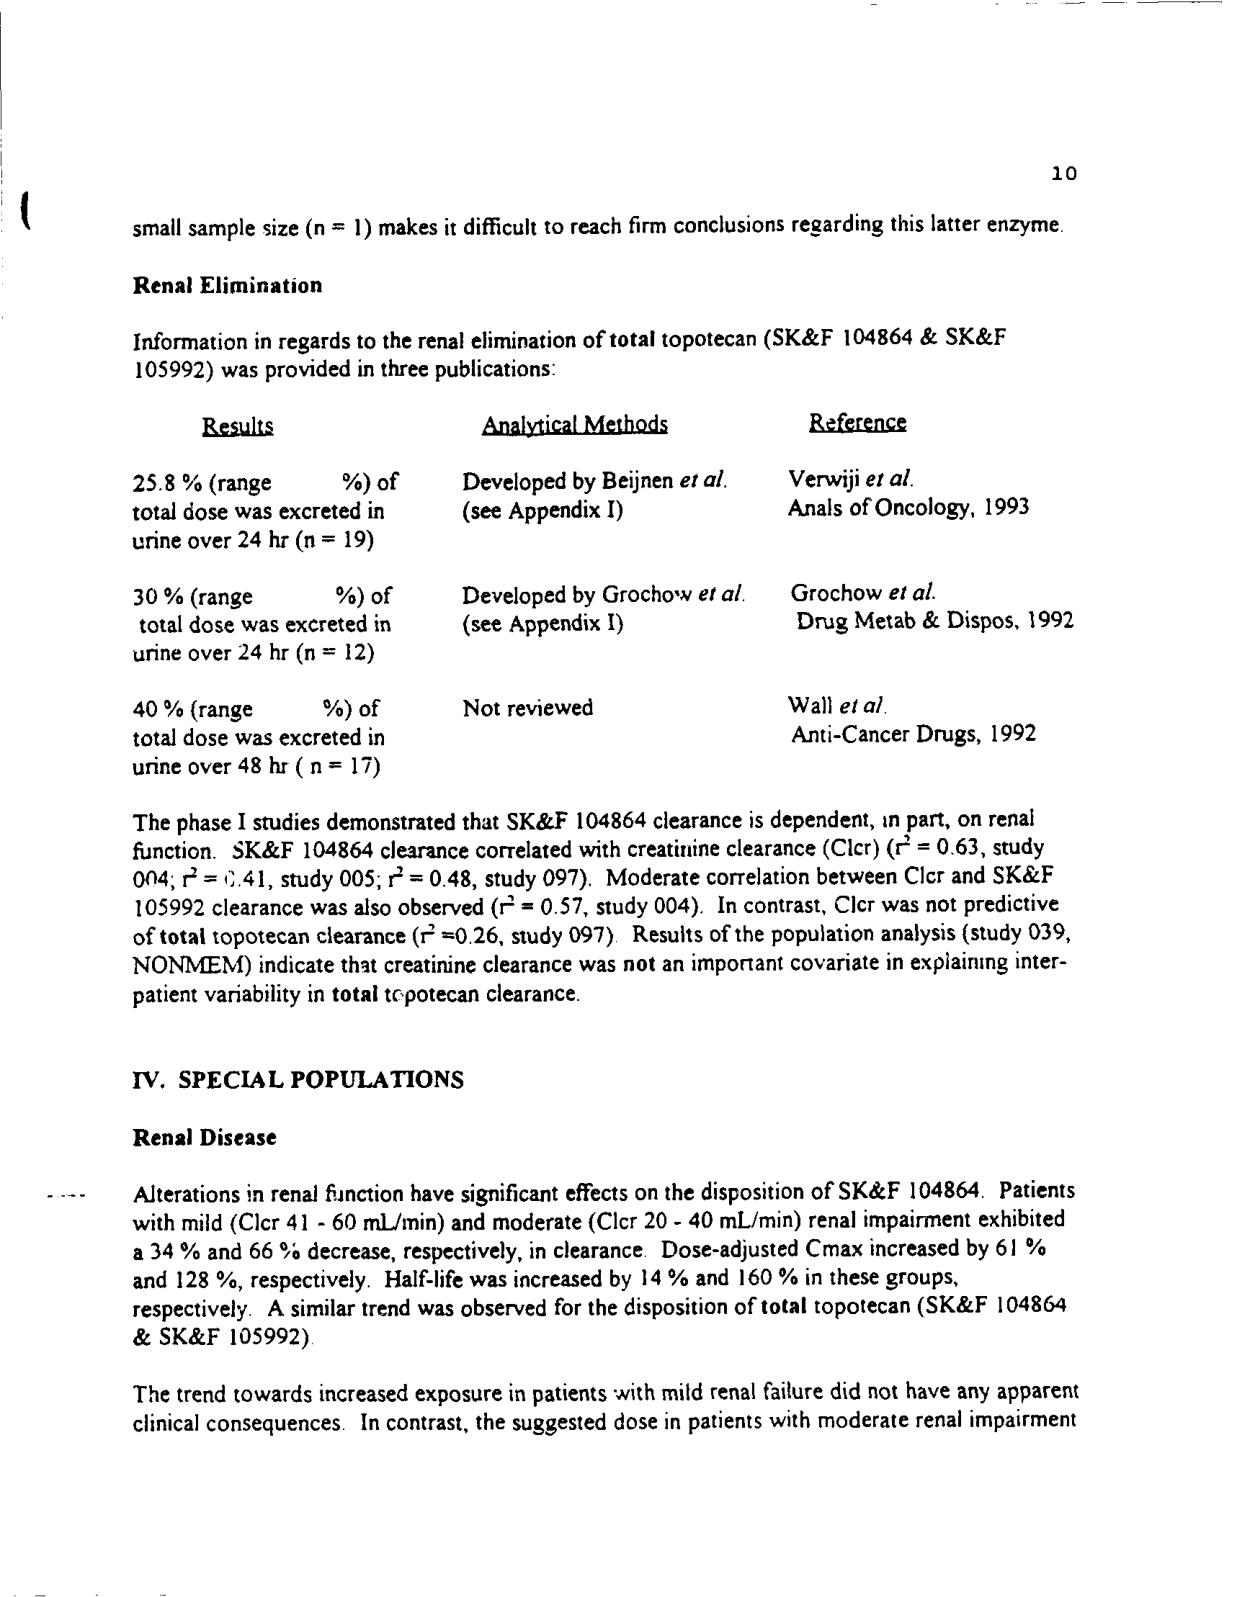 10
small sample size (n = 1) makes it difficult to reach firm conclusions regarding this latter enzyme.
Renal Elimination
Information in regards to the renal elimination of total topotecan (SK&F 104864 & SK&F
105992) was provided in three publications:
Results Analytical Methods Reference
25.8 % (range %) of Developed by Beijnen et al. Verwiji et al.
total dose was excreted in (see Appendix I) Anals of Oncology, 1993
urine over 24 hr (n = 19)
30 % (range %) of Developed by Grochow et al. Grochow et al.
total dose was excreted in (see Appendix I) Drug Metab & Dispos, 1992
urine over 24 hr (n = 12)
40 % (range %) of Not reviewed Wall et al.
total dose was excreted in Anti-Cancer Drugs, 1992
urine over 48 hr ( n = 17)
The phase I studies demonstrated that SK&F 104864 clearance is dependent, in part, on renal
function. SK&F 104864 clearance correlated with creatinine clearance (Clcr) (r² = 0.63, study
004; r² = 0.41, study 005; r² = 0.48, study 097). Moderate correlation between Clcr and SK&F
105992 clearance was also observed (r² = 0.57, study 004). In contrast, Clcr was not predictive
of total topotecan clearance (r² =0.26, study 097). Results of the population analysis (study 039,
NONMEM) indicate that creatinine clearance was not an important covariate in explaining inter-
patient variability in total topotecan clearance.
IV. SPECIAL POPULATIONS
Renal Disease
Alterations in renal function have significant effects on the disposition of SK&F 104864. Patients
with mild (Clcr 41 - 60 mL/min) and moderate (Clcr 20 - 40 mL/min) renal impairment exhibited
a 34 % and 66 % decrease, respectively, in clearance. Dose-adjusted Cmax increased by 61 %
and 128 %, respectively. Half-life was increased by 14 % and 160 % in these groups,
respectively. A similar trend was observed for the disposition of total topotecan (SK&F 104864
& SK&F 105992).
The trend towards increased exposure in patients with mild renal failure did not have any apparent
clinical consequences. In contrast, the suggested dose in patients with moderate renal impairment